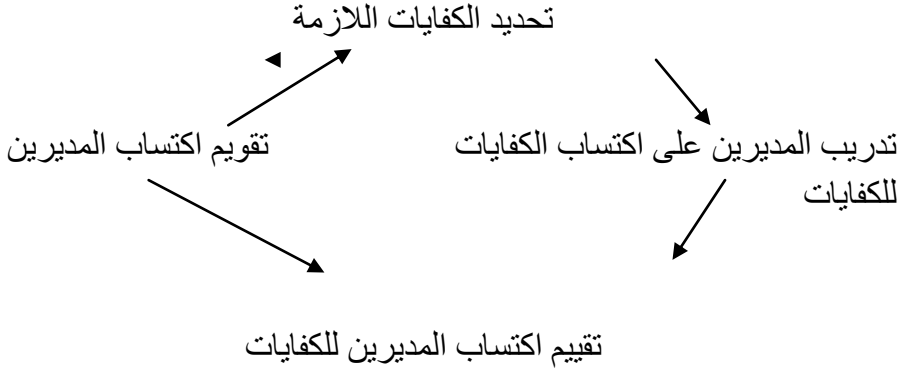 تحديد الكفايات اللازمة
تدريب المديرين على اكتساب الكفايات تقويم اكتساب المديرين
للكفايات
تقييم اكتساب المديرين للكفايات